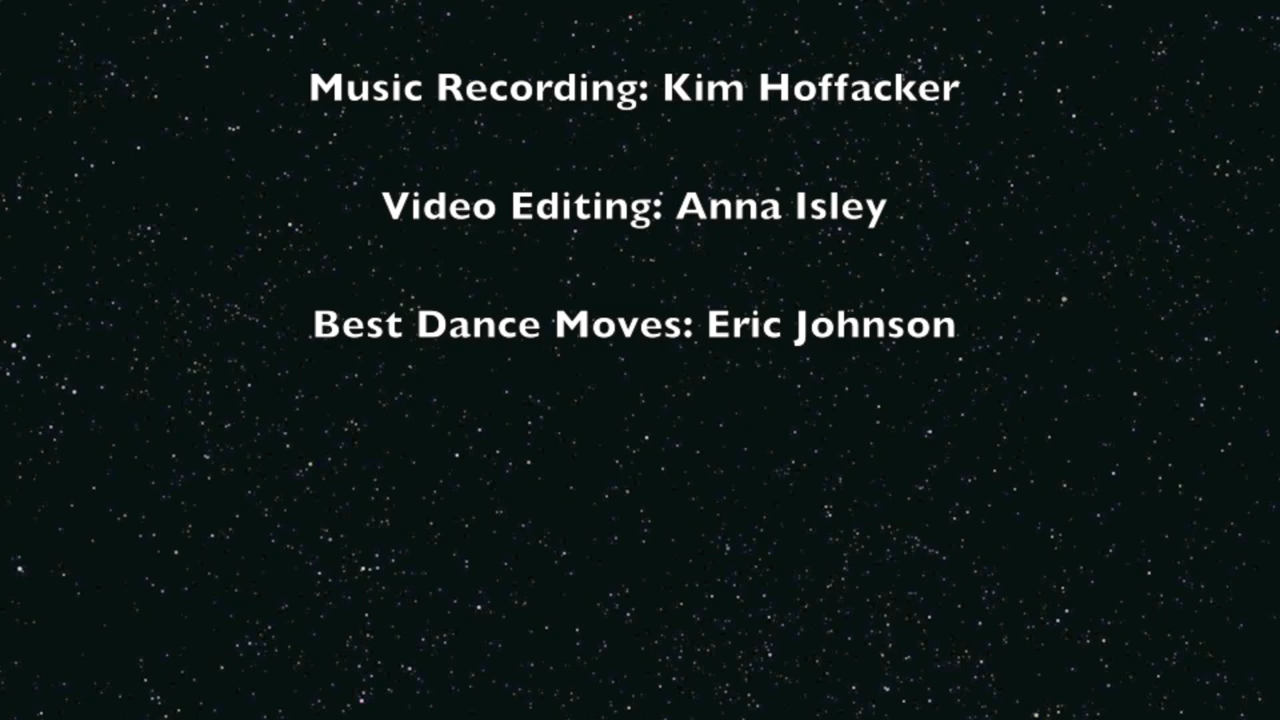 Music Recording: Kim Hoffacker
Video Editing: Anna Isley
Best Dance Moves: Eric Johnson